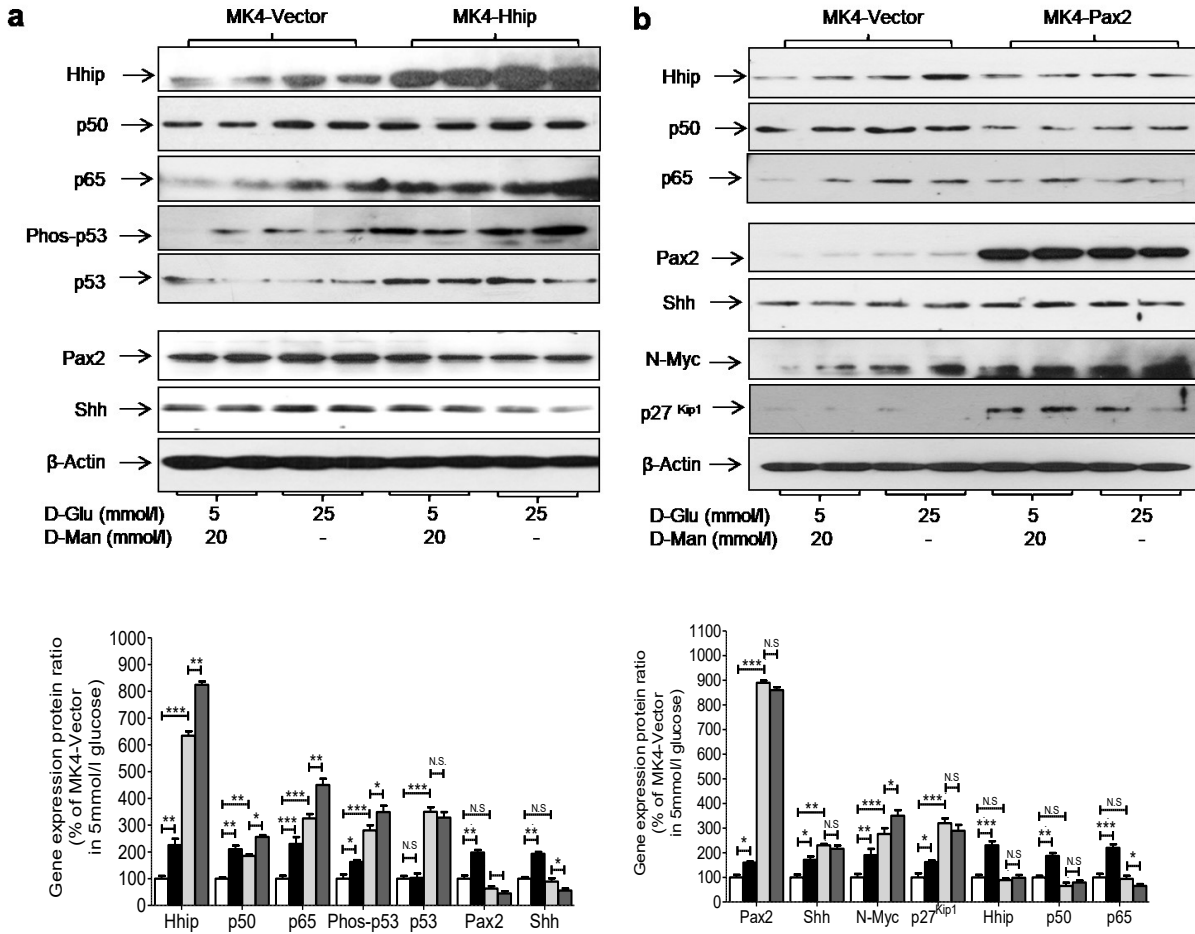 a
MK4-Vector MK4-Hhip
Hhip
p50
p65
Phos-p53
p53
Pax2
Shh
β-Actin
D-Glu (mmol/l) 5 25 5 25
D-Man (mmol/l) 20 - 20 -
b
MK4-Vector MK4-Pax2
Hhip
p50
p65
Pax2
Shh
N-Myc
p27 Kip1
β-Actin
D-Glu (mmol/l) 5 25 5 25
D-Man (mmol/l) 20 - 20 -
Gene expression protein ratio
(% of MK4-Vector
in 5mmol/l glucose)
1000
900
800
700
600
500
400
300
200
100
0
** *** ** ** ** * *** *** ** * *** * N.S *** N.S. ** N.S ** N.S *
Hhip p50 p65 Phos-p53 p53 Pax2 Shh
Gene expression protein ratio
(% of MK4-Vector
in 5mmol/l glucose)
1100
1000
900
800
700
600
500
400
300
200
100
0
* *** N.S * ** N.S ** *** * * *** N.S *** N.S N.S ** N.S N.S *** N.S *
Pax2 Shh N-Myc p27Kip1 Hhip p50 p65